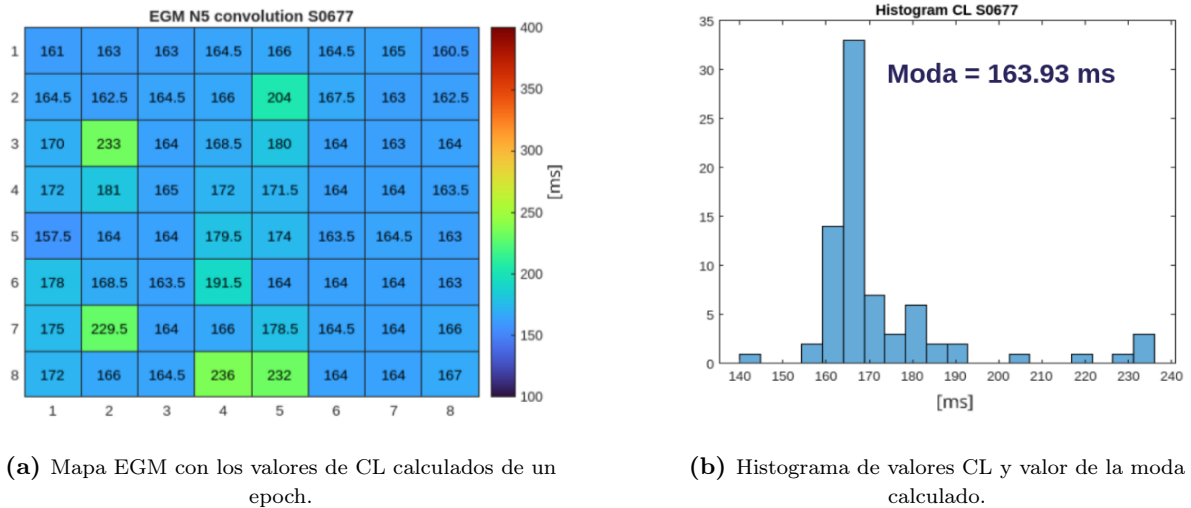 EGM N5 convolution S0677
1 161 163 163 164.5 166 164.5 165 160.5
2 164.5 162.5 164.5 166 204 167.5 163 162.5
3 170 233 164 168.5 180 164 163 164
4 172 181 165 172 171.5 164 164 163.5
5 157.5 164 164 179.5 174 163.5 164.5 163
6 178 168.5 163.5 191.5 164 164 164 163
7 175 229.5 164 166 178.5 164.5 164 166
8 172 166 164.5 236 232 164 164 167
1 2 3 4 5 6 7 8
400
350
300
250
200
150
100
[ms]
Histogram CL S0677
Moda = 163.93 ms
35
30
25
20
15
10
5
0
140 150 160 170 180 190 200 210 220 230 240
[ms]
(a) Mapa EGM con los valores de CL calculados de un
epoch.
(b) Histograma de valores CL y valor de la moda
calculado.